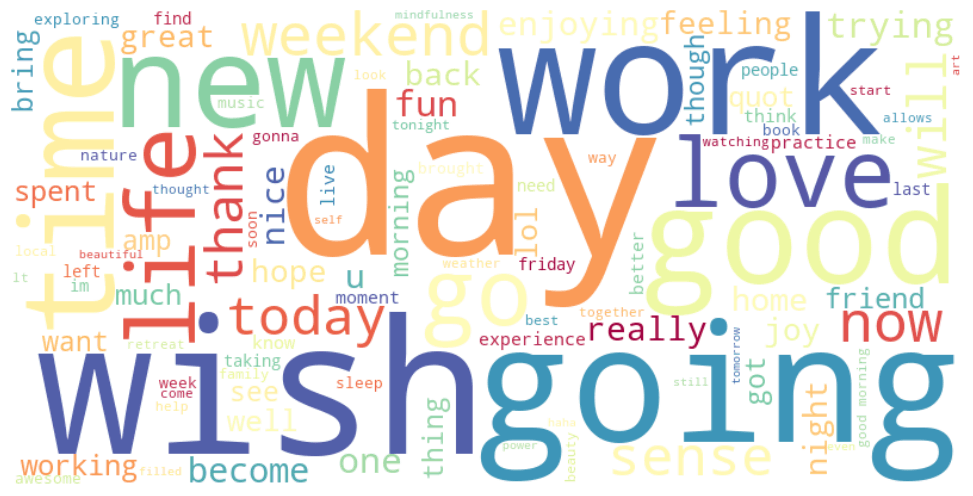 exploring
find
mindfulness
bring
great
weekend
enjoying
feeling
trying
time
new
work
day
back
look
music
fun
though
people
quot
think
book
start
art
allows
will
make
watching
practice
tonight
gonna
nature
life
thank
nice
thought
live
brought
way
need
love
last
spent
amp
soon
self
morning
lol
good
local
beautiful
lt
left
im
much
hope
u
moment
weather
go
friday
better
home
friend
together
best
today
experience
really
joy
now
want
retreat
know
taking
family
wish
going
week
come
help
see
well
sleep
one
thing
still
tomorrow
got
good morning
working
awesome
filled
become
power
haha
beauty
sense
night
even